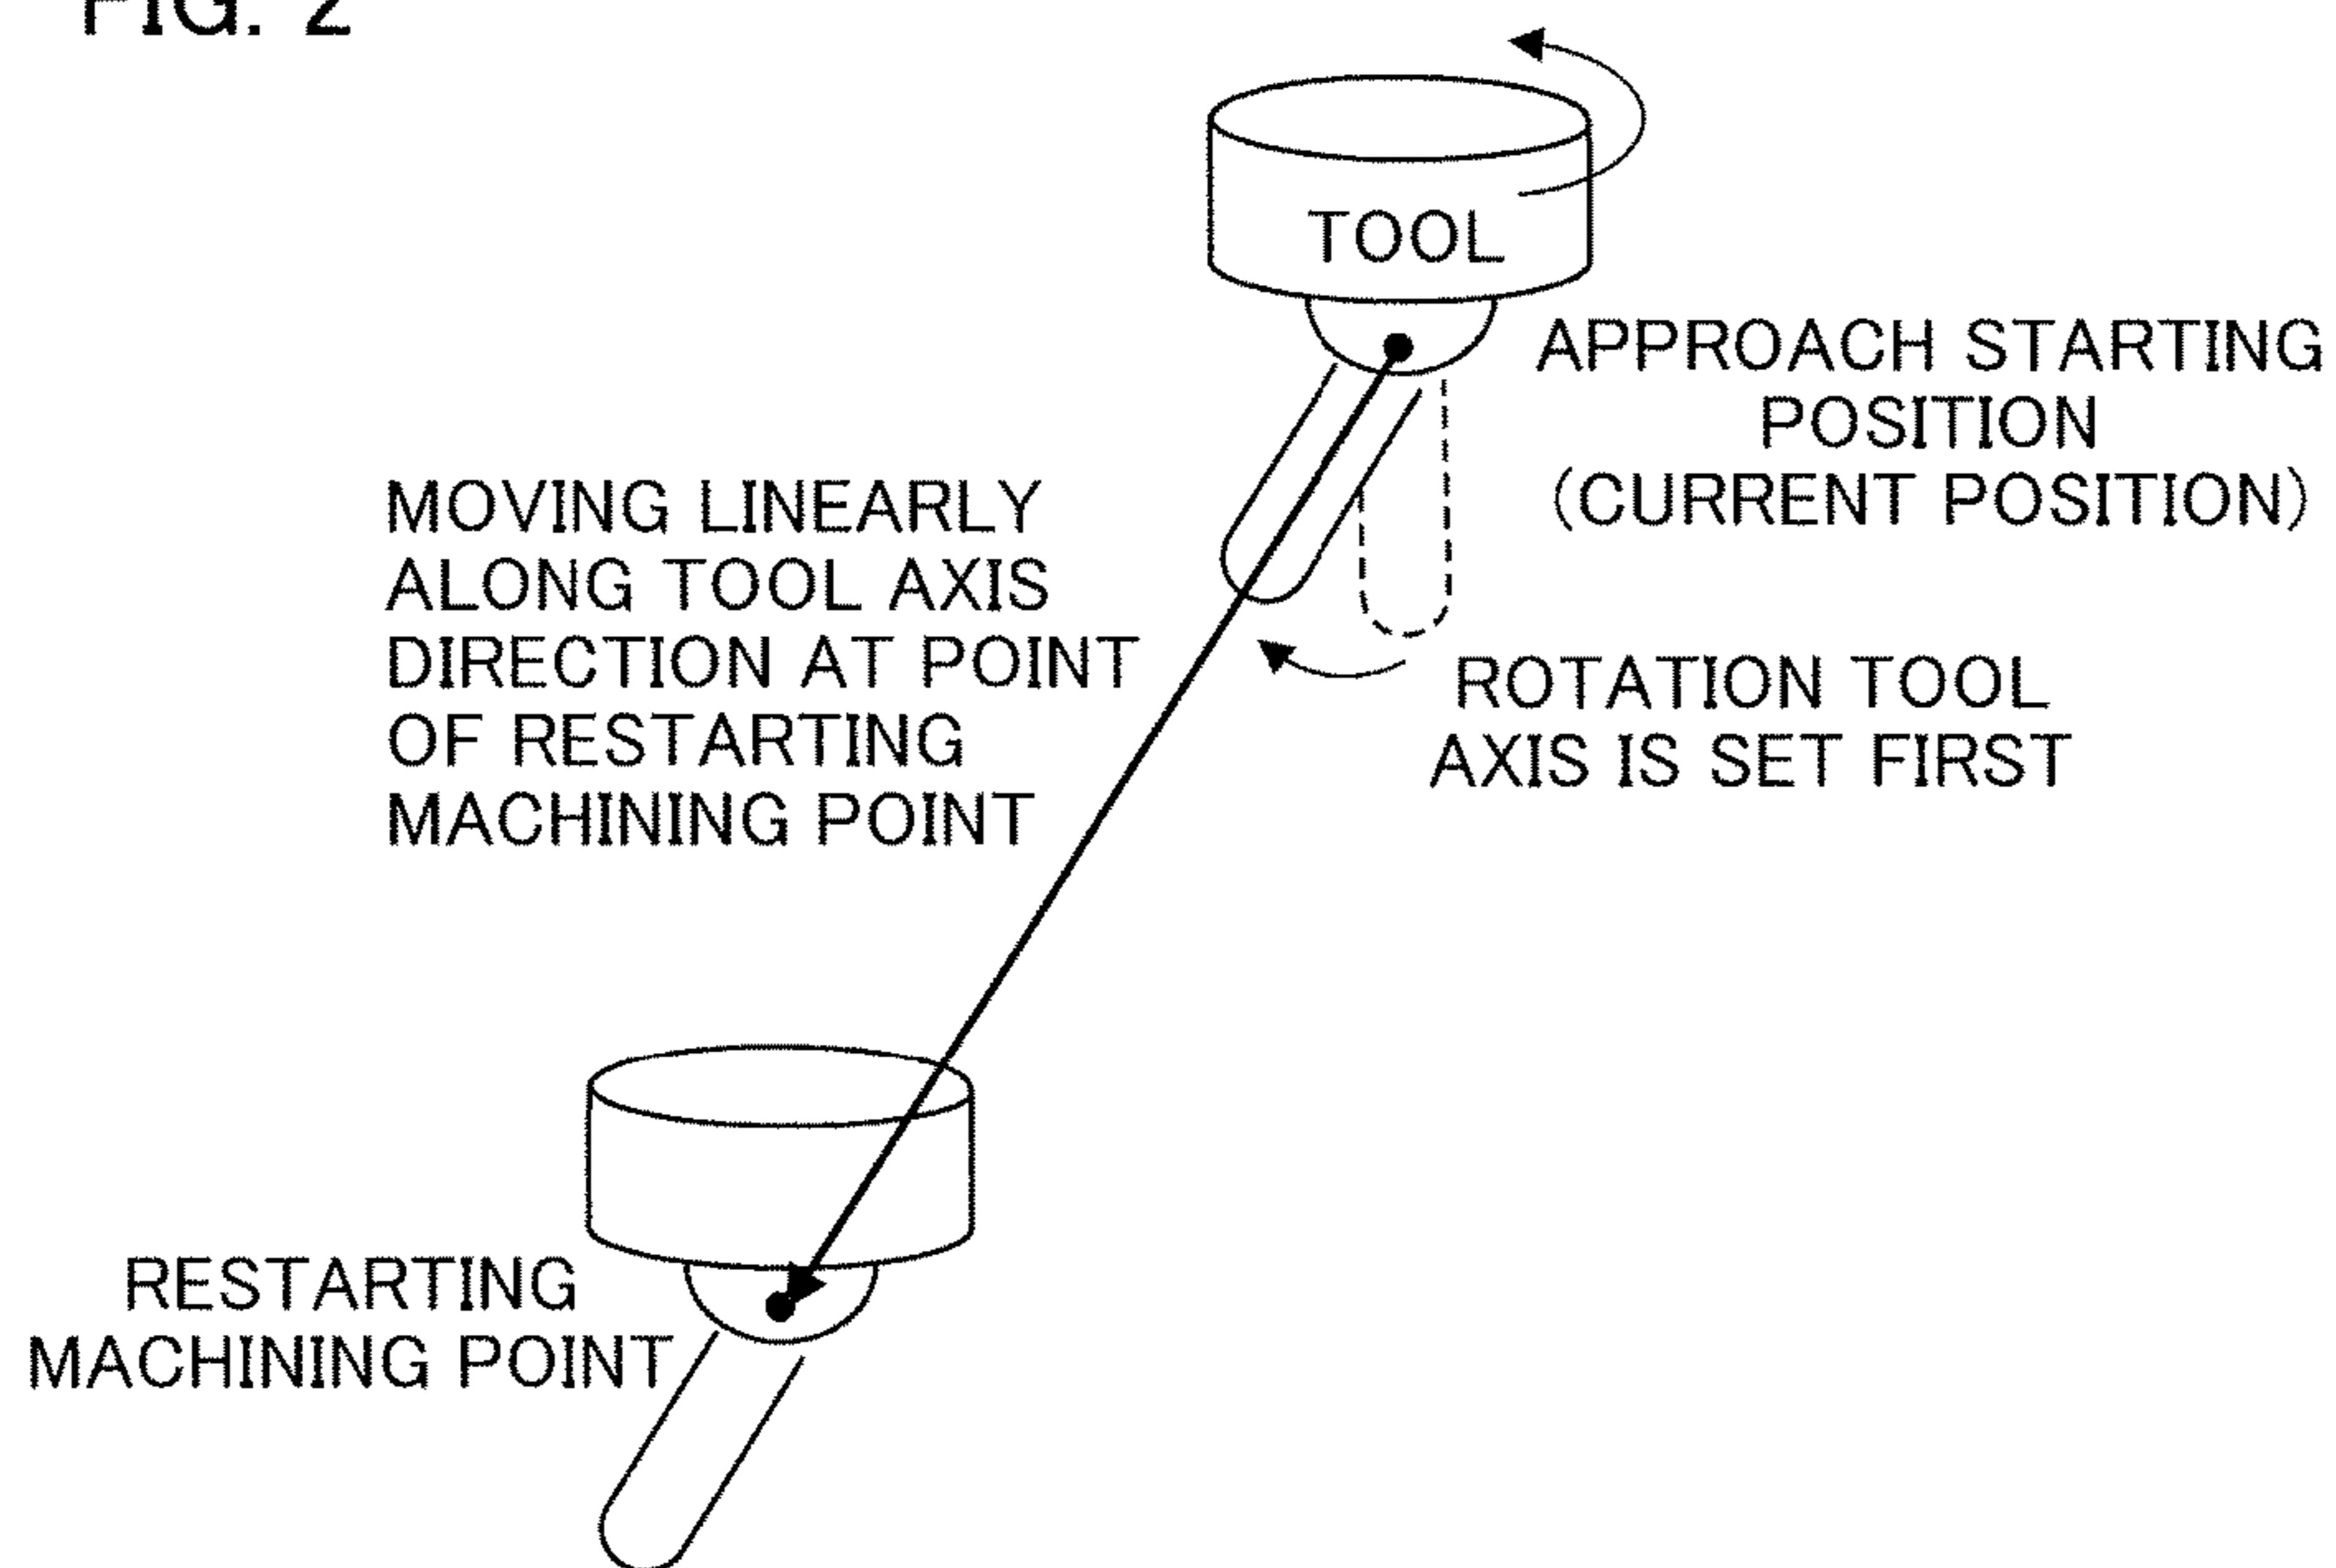 FIG. 2
TOOL
APPROACH STARTING
POSITION
(CURRENT POSITION)
MOVING LINEARLY
ALONG TOOL AXIS
DIRECTION AT POINT
OF RESTARTING
MACHINING POINT
ROTATION TOOL
AXIS IS SET FIRST
RESTARTING
MACHINING POINT